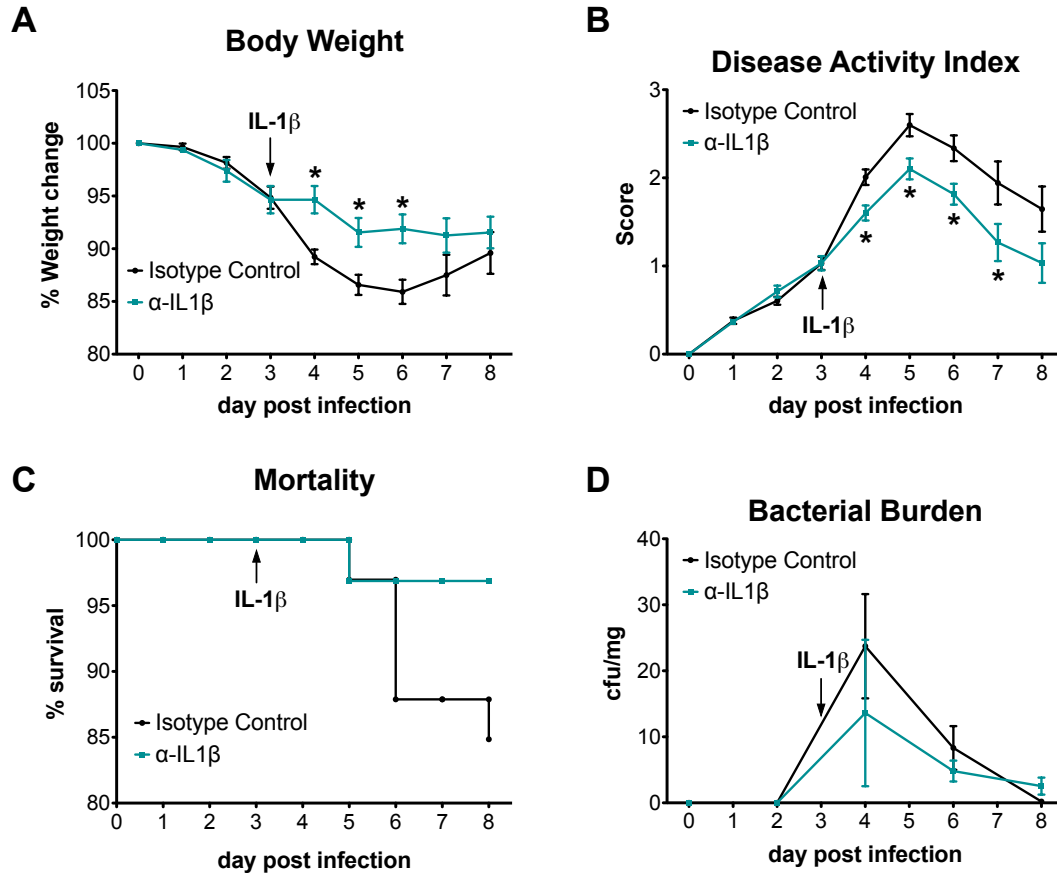 A
Body Weight
% Weight change
105
100
95
90
85
80
IL-1β
*
*
*
Isotype Control
α-IL1β
0 1 2 3 4 5 6 7 8
day post infection
B
Disease Activity Index
Score
3
2
1
0
Isotype Control
α-IL1β
*
*
*
*
IL-1β
0 1 2 3 4 5 6 7 8
day post infection
C
Mortality
% survival
100
95
90
85
80
IL-1β
Isotype Control
α-IL1β
0 1 2 3 4 5 6 7 8
day post infection
D
Bacterial Burden
cfu/mg
40
30
20
10
0
Isotype Control
α-IL1β
IL-1β
0 1 2 3 4 5 6 7 8
day post infection